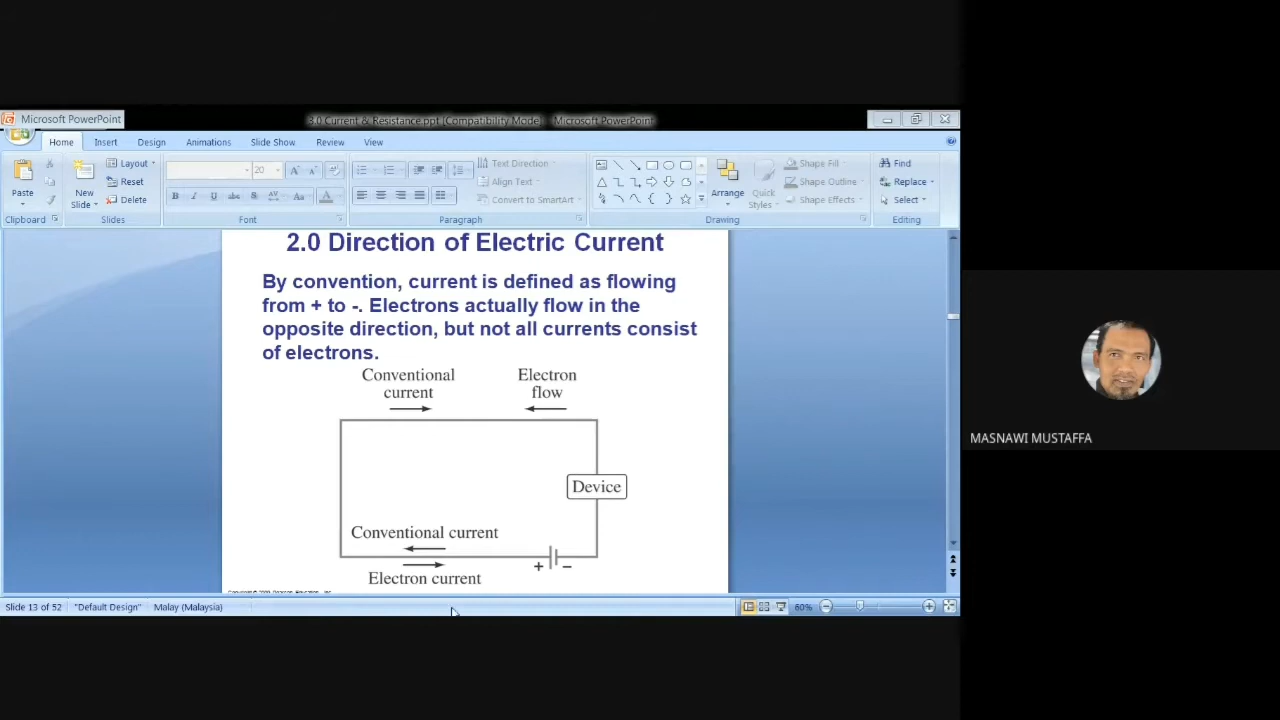 Microsoft PowerPoint
3.0 Current & Resistance.ppt [Compatibility Mode] - Microsoft PowerPoint
Home Insert Design Animations Slide Show Review View
Paste
Clipboard
New
Slide
Layout
Reset
Delete
Slides
20
B I U abc S AV Aa A
Font
Text Direction
Align Text
Convert to SmartArt
Paragraph
Arrange
Quick
Styles
Shape Fill
Shape Outline
Shape Effects
Drawing
Find
Replace
Select
Editing
2.0 Direction of Electric Current
By convention, current is defined as flowing
from + to -. Electrons actually flow in the
opposite direction, but not all currents consist
of electrons.
Conventional
current
Electron
flow
Device
Conventional current
+ −
Electron current
MASNAWI MUSTAFFA
Slide 13 of 52 "Default Design" Malay (Malaysia) 60%